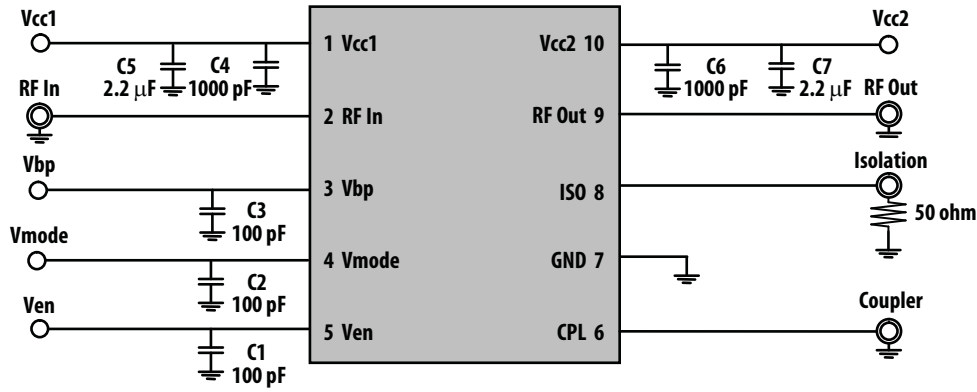 Vcc1
C5
2.2 μF
C4
1000 pF
1 Vcc1
Vcc2 10
C6
1000 pF
C7
2.2 μF
Vcc2
RF In
2 RF In
RF Out 9
RF Out
Vbp
C3
100 pF
3 Vbp
ISO 8
Isolation
50 ohm
Vmode
C2
100 pF
4 Vmode
GND 7
Ven
C1
100 pF
5 Ven
CPL 6
Coupler